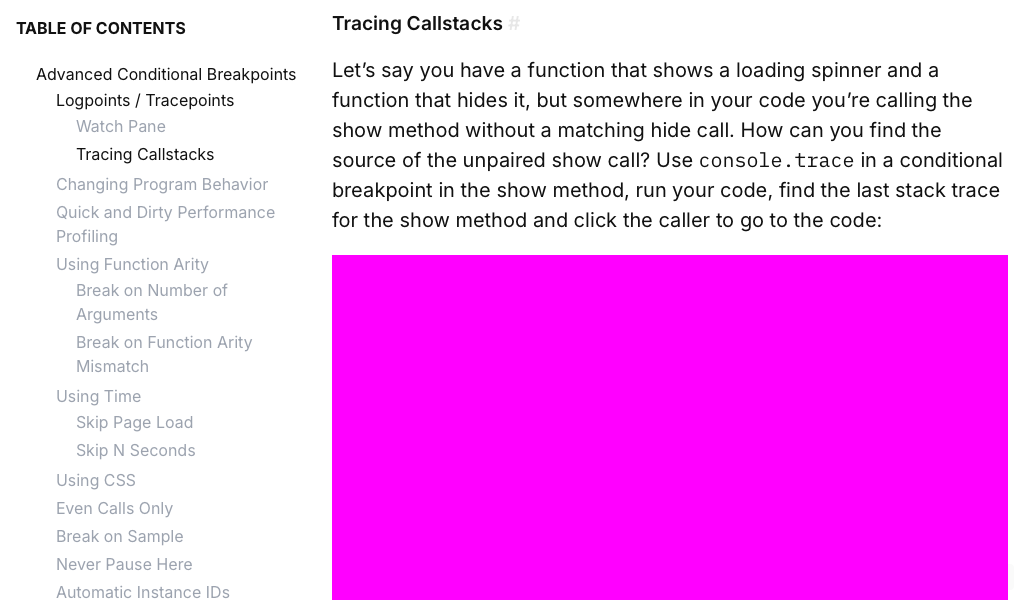 TABLE OF CONTENTS
Advanced Conditional Breakpoints
Logpoints / Tracepoints
Watch Pane
Tracing Callstacks
Changing Program Behavior
Quick and Dirty Performance
Profiling
Using Function Arity
Break on Number of
Arguments
Break on Function Arity
Mismatch
Using Time
Skip Page Load
Skip N Seconds
Using CSS
Even Calls Only
Break on Sample
Never Pause Here
Automatic Instance IDs
Tracing Callstacks #
Let’s say you have a function that shows a loading spinner and a
function that hides it, but somewhere in your code you’re calling the
show method without a matching hide call. How can you find the
source of the unpaired show call? Use console.trace in a conditional
breakpoint in the show method, run your code, find the last stack trace
for the show method and click the caller to go to the code: